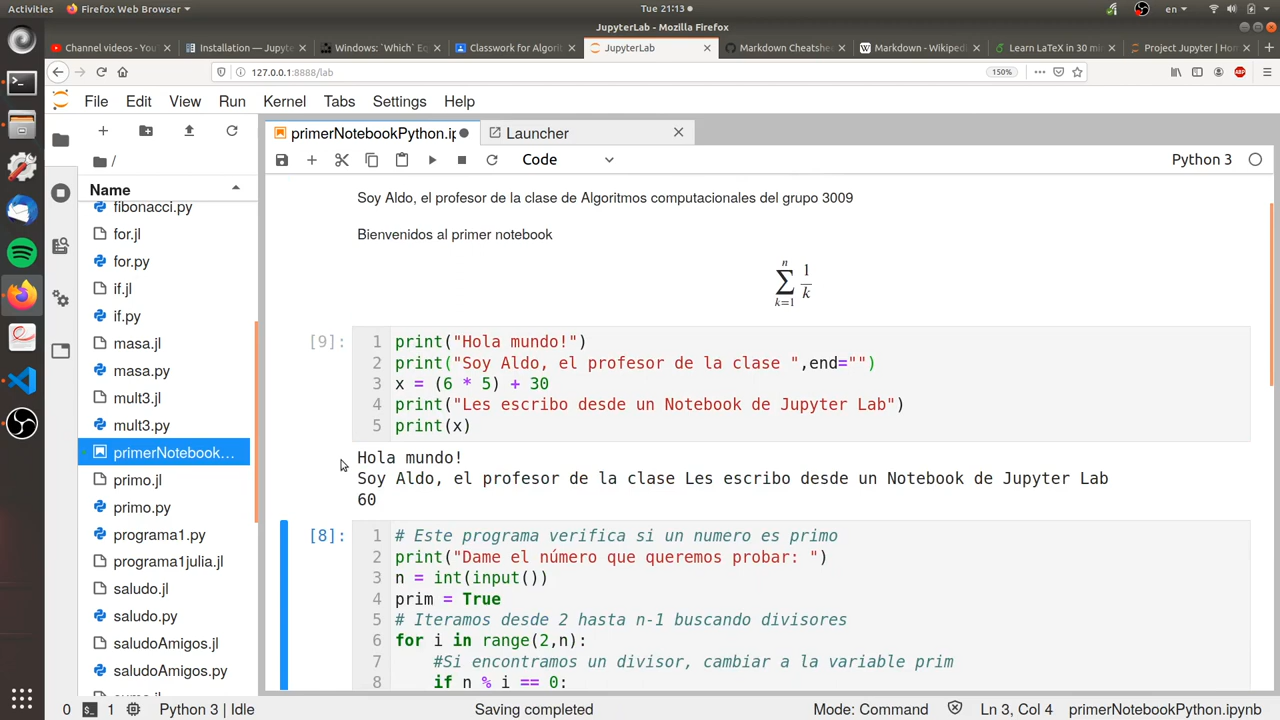 Activities Firefox Web Browser Tue 21:13 en
JupyterLab - Mozilla Firefox
Channel videos - You Installation — Jupyte Windows: `Which` Eq Classwork for Algorit JupyterLab Markdown Cheatshe Markdown - Wikiped Learn LaTeX in 30 mi Project Jupyter | Hom
127.0.0.1:8888/lab 150%
File Edit View Run Kernel Tabs Settings Help
primerNotebookPython.ip Launcher
Code Python 3
/
Name
fibonacci.py
for.jl
for.py
if.jl
if.py
masa.jl
masa.py
mult3.jl
mult3.py
primerNotebook…
primo.jl
primo.py
programa1.py
programa1julia.jl
saludo.jl
saludo.py
saludoAmigos.jl
saludoAmigos.py
Soy Aldo, el profesor de la clase de Algoritmos computacionales del grupo 3009
Bienvenidos al primer notebook
n
∑ 1/k
k=1
[9]: 1 print("Hola mundo!")
2 print("Soy Aldo, el profesor de la clase ",end="")
3 x = (6 * 5) + 30
4 print("Les escribo desde un Notebook de Jupyter Lab")
5 print(x)
Hola mundo!
Soy Aldo, el profesor de la clase Les escribo desde un Notebook de Jupyter Lab
60
[8]: 1 # Este programa verifica si un numero es primo
2 print("Dame el número que queremos probar: ")
3 n = int(input())
4 prim = True
5 # Iteramos desde 2 hasta n-1 buscando divisores
6 for i in range(2,n):
7 #Si encontramos un divisor, cambiar a la variable prim
8 if n % i == 0:
0 1 Python 3 | Idle Saving completed Mode: Command Ln 3, Col 4 primerNotebookPython.ipynb